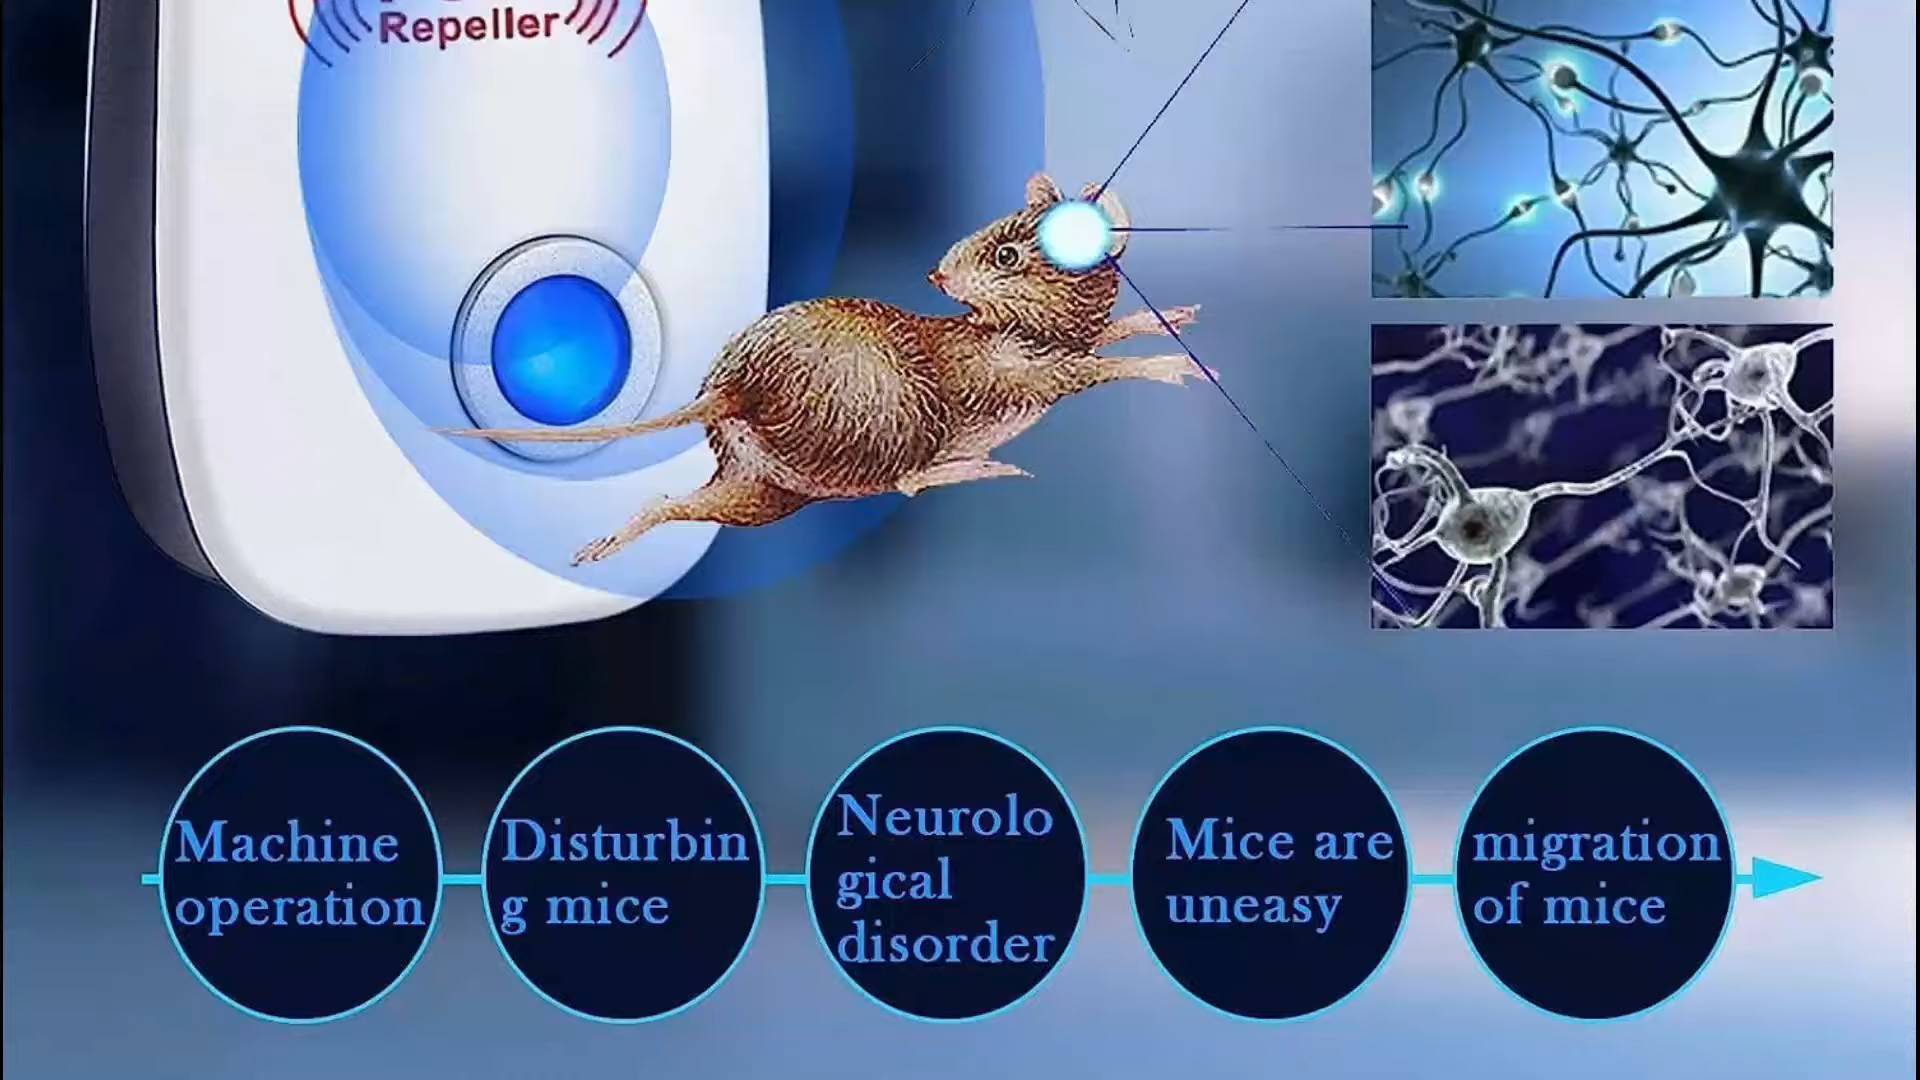 Repeller
Machine
operation
Disturbin
g mice
Neurolo
gical
disorder
Mice are
uneasy
migration
of mice